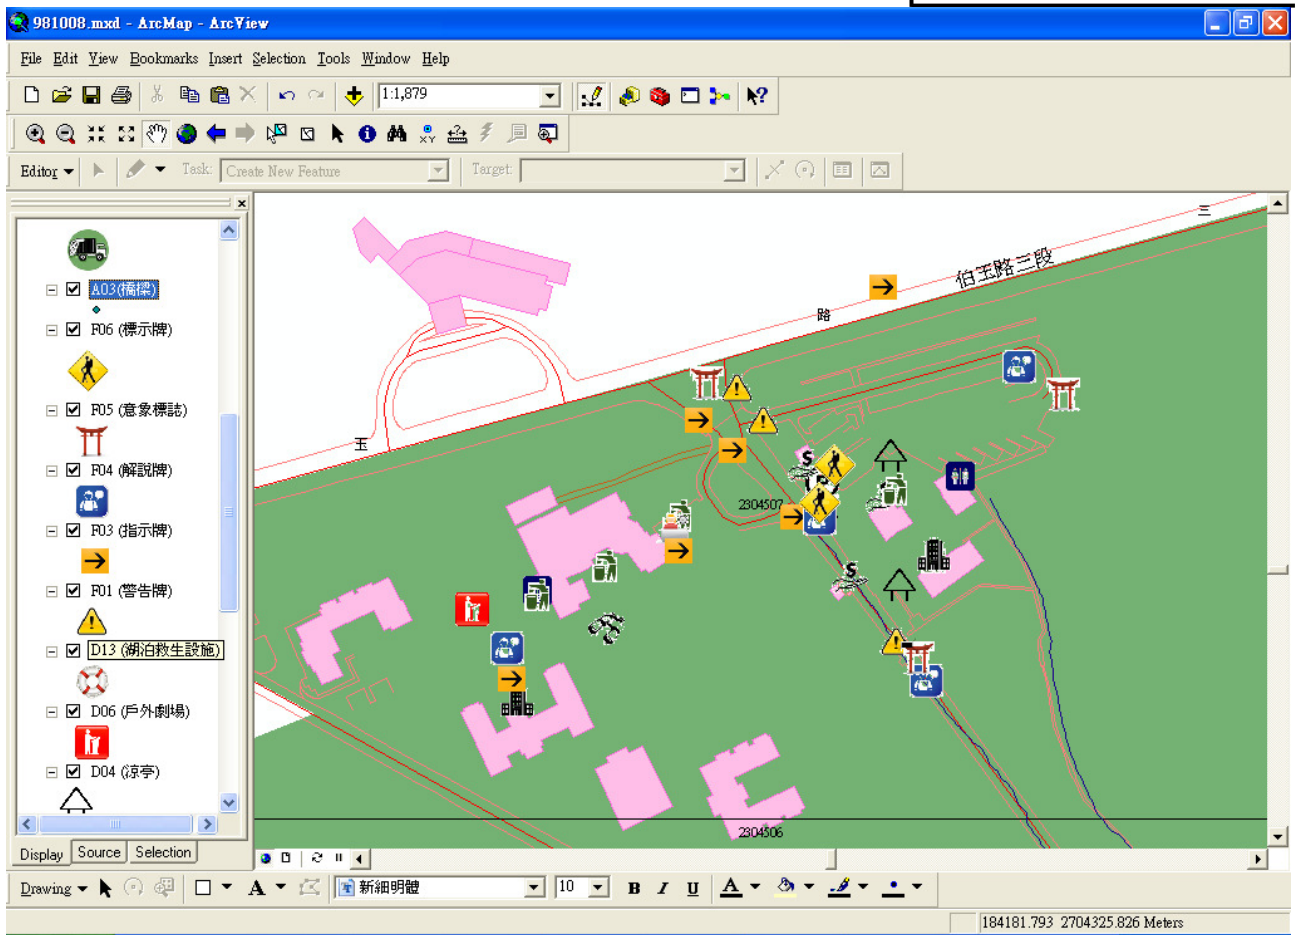 981008.mxd - ArcMap - ArcView
File Edit View Bookmarks Insert Selection Tools Window Help
1:1,879
Editor Task: Create New Feature Target:
A03(橋樑)
F06 (標示牌)
F05 (意象標誌)
F04 (解說牌)
F03 (指示牌)
F01 (警告牌)
D13 (湖泊救生設施)
D06 (戶外劇場)
D04 (涼亭)
Display Source Selection
三
伯玉路三段
路
玉
2304507
2304506
Drawing A 新細明體 10 B I U A
184181.793 2704325.826 Meters